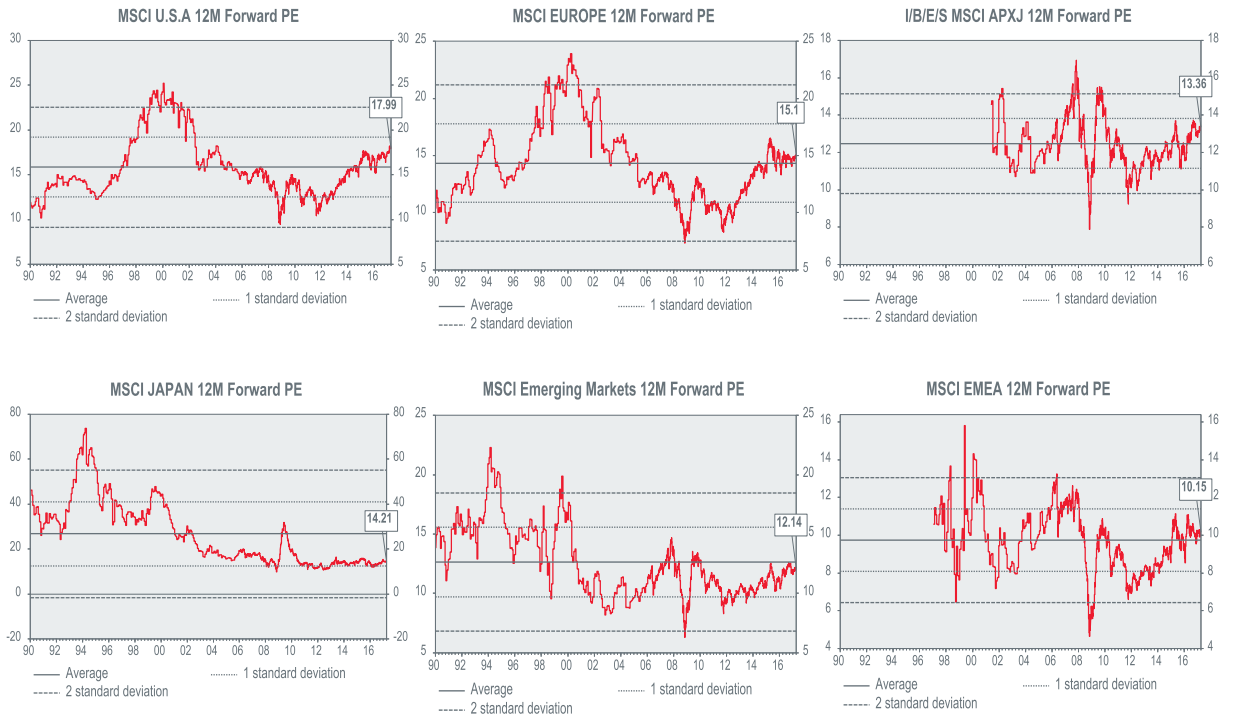 MSCI U.S.A 12M Forward PE
30 30
25 25
20 20
15 15
10 10
5 5
17.99
90 92 94 96 98 00 02 04 06 08 10 12 14 16
Average 1 standard deviation
2 standard deviation
MSCI EUROPE 12M Forward PE
25 25
20 20
15 15
10 10
5 5
15.1
90 92 94 96 98 00 02 04 06 08 10 12 14 16
Average 1 standard deviation
2 standard deviation
I/B/E/S MSCI APXJ 12M Forward PE
18 18
16 16
14 14
12 12
10 10
8 8
6 6
13.36
90 92 94 96 98 00 02 04 06 08 10 12 14 16
Average 1 standard deviation
2 standard deviation
MSCI JAPAN 12M Forward PE
80 80
60 60
40 40
20 20
0 0
-20 -20
14.21
90 92 94 96 98 00 02 04 06 08 10 12 14 16
Average 1 standard deviation
2 standard deviation
MSCI Emerging Markets 12M Forward PE
25 25
20 20
15 15
10 10
5 5
12.14
90 92 94 96 98 00 02 04 06 08 10 12 14 16
Average 1 standard deviation
2 standard deviation
MSCI EMEA 12M Forward PE
16 16
14 14
12 2
10 10
8 8
6 6
4 4
10.15
90 92 94 96 98 00 02 04 06 08 10 12 14 16
Average 1 standard deviation
2 standard deviation